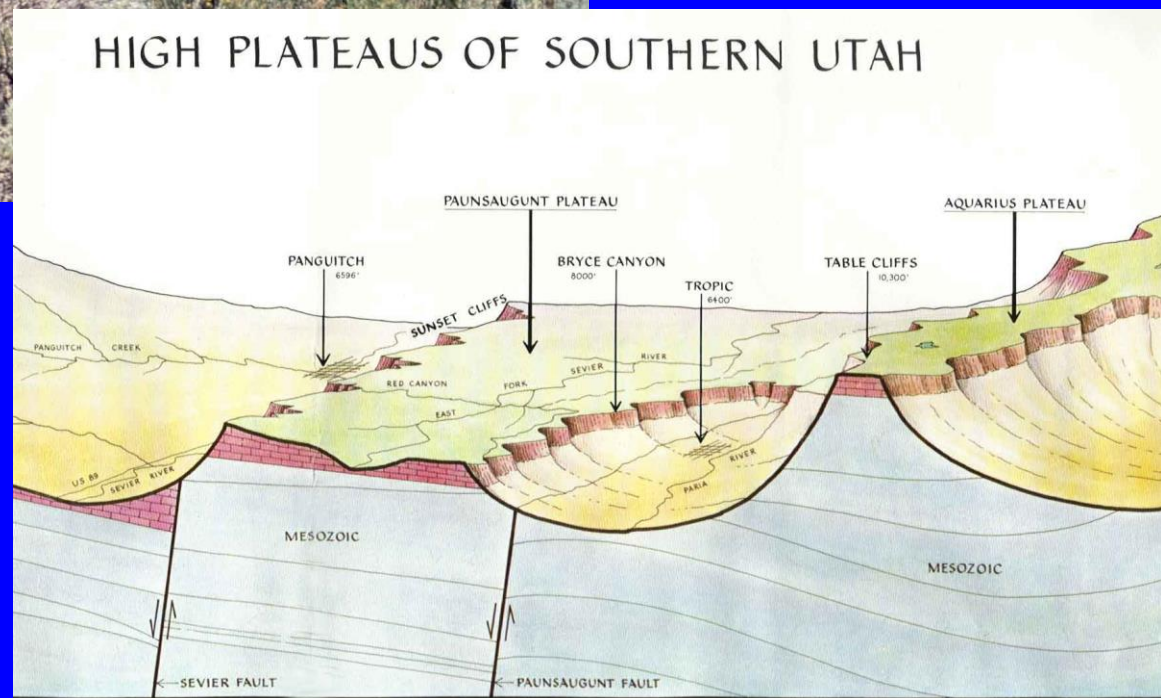 HIGH PLATEAUS OF SOUTHERN UTAH
PAUNSAUGUNT PLATEAU
AQUARIUS PLATEAU
PANGUITCH
6596'
BRYCE CANYON
8000'
TROPIC
6400'
TABLE CLIFFS
10,300'
SUNSET CLIFFS
PANGUITCH CREEK
RED CANYON
EAST FORK SEVIER RIVER
US 89
SEVIER RIVER
PARIA RIVER
MESOZOIC
MESOZOIC
SEVIER FAULT
PAUNSAUGUNT FAULT